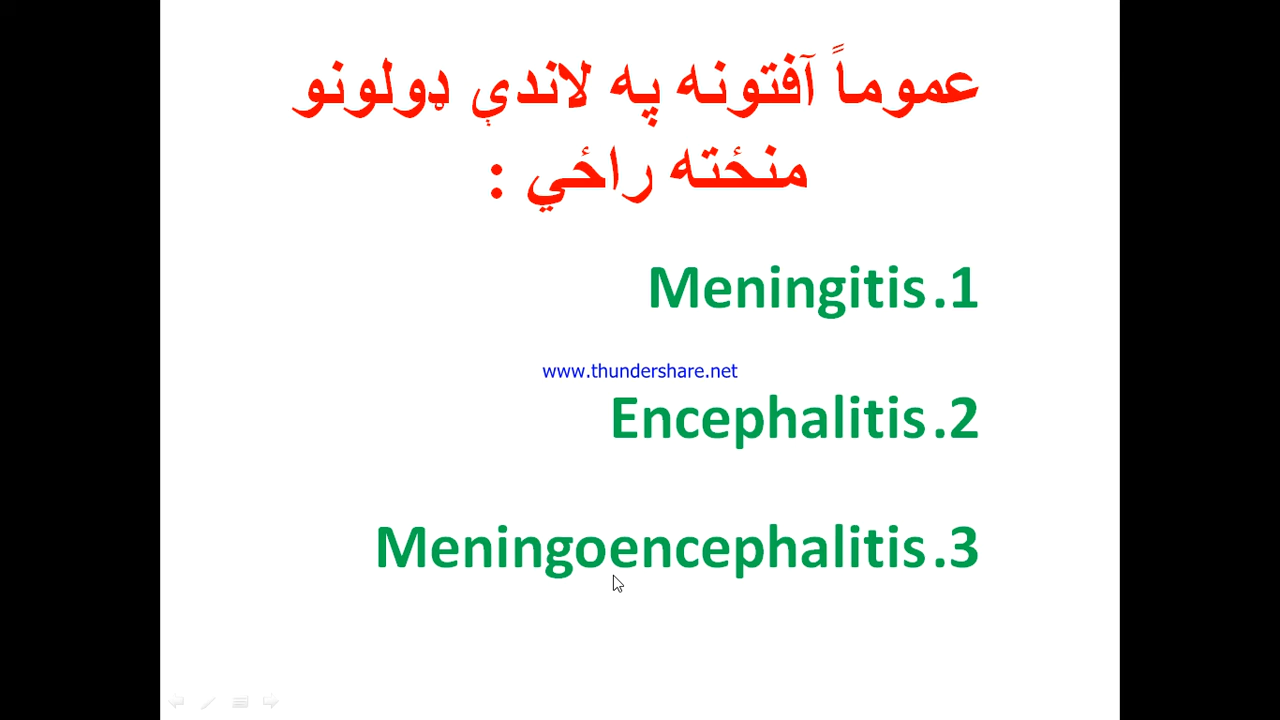 عموماً آفتونه په لاندې ډولونو
منځته راځي :
1. Meningitis
www.thundershare.net
2. Encephalitis
3. Meningoencephalitis